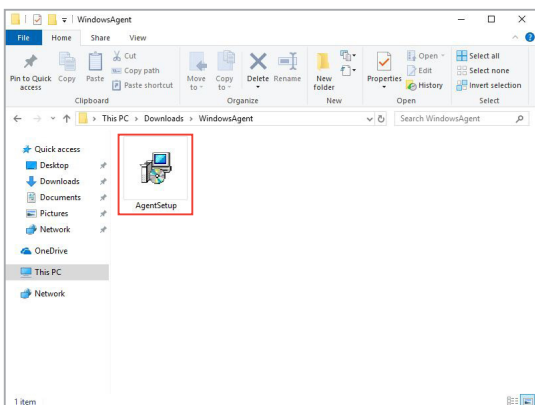 WindowsAgent
File Home Share View
Pin to Quick access
Copy
Paste
Cut
Copy path
Paste shortcut
Clipboard
Move to
Copy to
Delete
Rename
Organize
New folder
New
Properties
Open
Edit
History
Open
Select all
Select none
Invert selection
Select
This PC > Downloads > WindowsAgent
Search WindowsAgent
Quick access
Desktop
Downloads
Documents
Pictures
Network
OneDrive
This PC
Network
AgentSetup
1 item